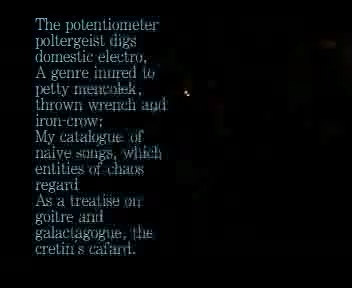 The potentiometer
poltergeist digs
domestic electro,
A genre inured to
petty mencolek,
thrown wrench and
iron-crow;
My catalogue of
naive songs, which
entities of chaos
regard
As a treatise on
goitre and
galactagogue, the
cretin's cafard.